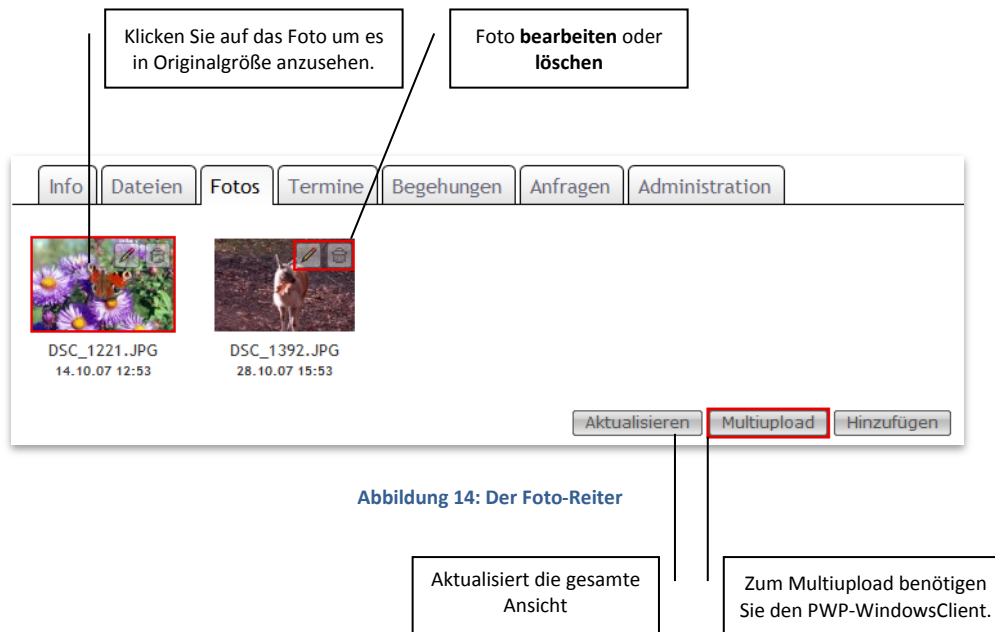 Klicken Sie auf das Foto um es
in Originalgröße anzusehen.
Foto bearbeiten oder
löschen
Info Dateien Fotos Termine Begehungen Anfragen Administration
DSC_1221.JPG
14.10.07 12:53
DSC_1392.JPG
28.10.07 15:53
Aktualisieren Multiupload Hinzufügen
Abbildung 14: Der Foto-Reiter
Aktualisiert die gesamte
Ansicht
Zum Multiupload benötigen
Sie den PWP-WindowsClient.